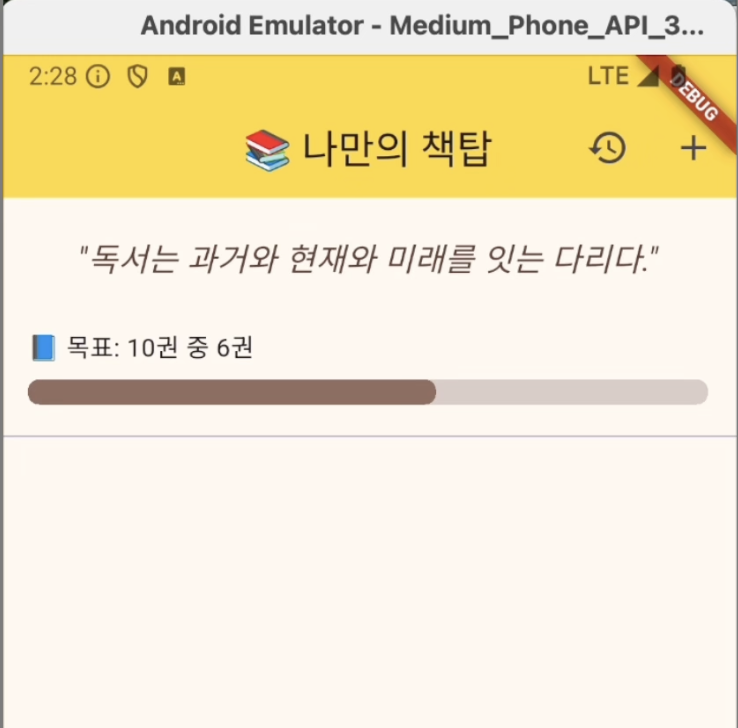 Android Emulator - Medium_Phone_API_3...
2:28 LTE
DEBUG
📚 나만의 책탑
"독서는 과거와 현재와 미래를 잇는 다리다."
📘 목표: 10권 중 6권